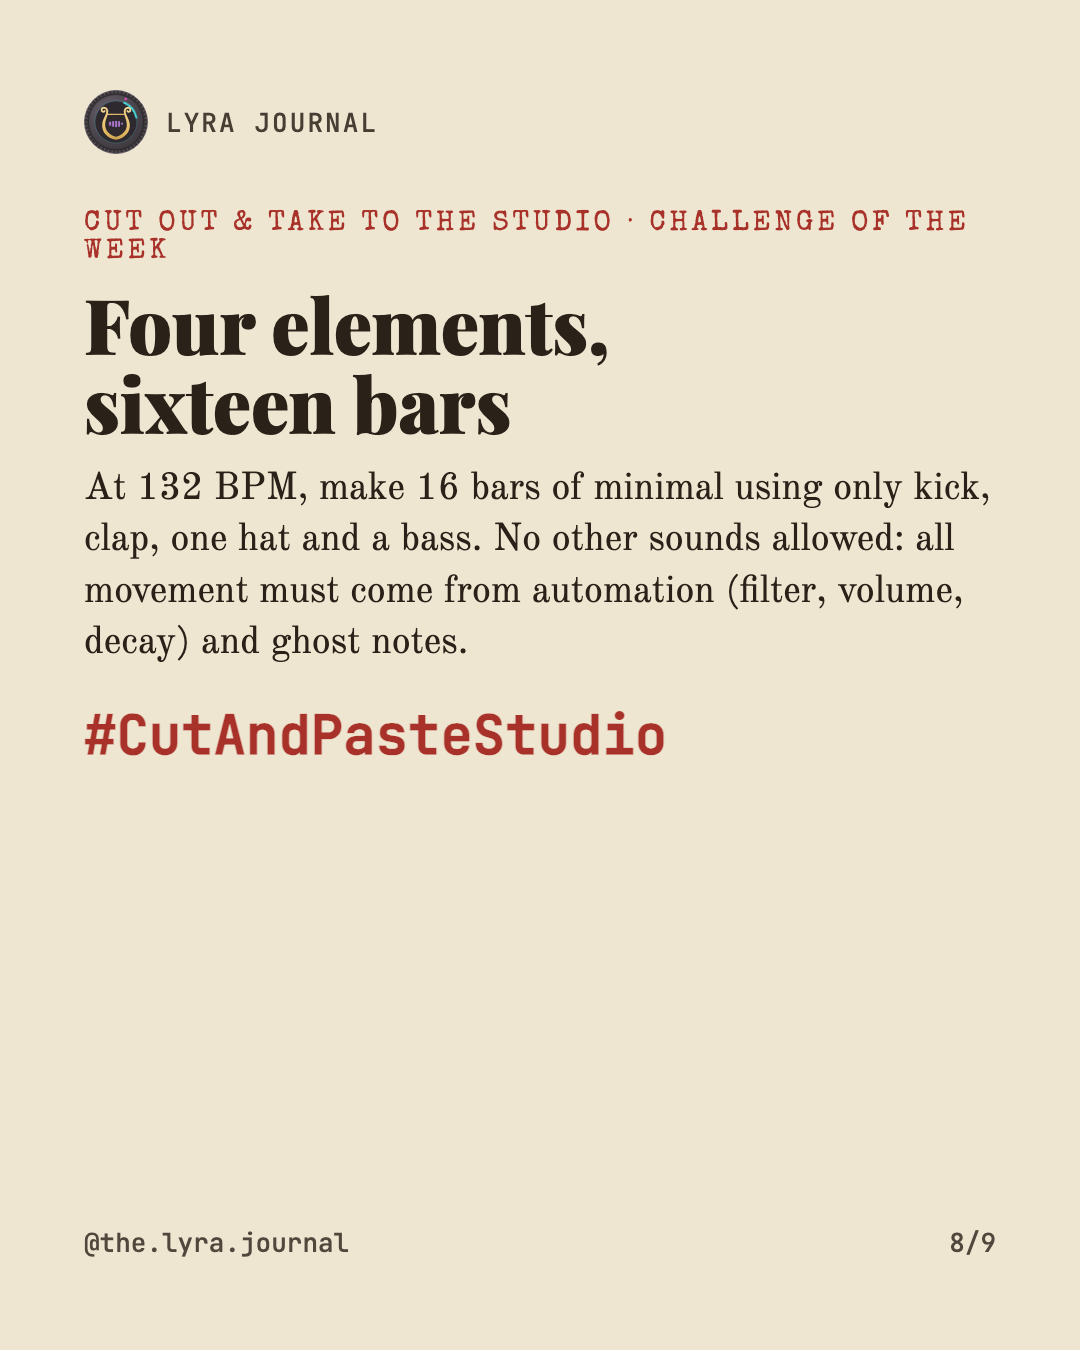 LYRA JOURNAL
CUT OUT & TAKE TO THE STUDIO · CHALLENGE OF THE
WEEK
Four elements,
sixteen bars
At 132 BPM, make 16 bars of minimal using only kick,
clap, one hat and a bass. No other sounds allowed: all
movement must come from automation (filter, volume,
decay) and ghost notes.
#CutAndPasteStudio
@the.lyra.journal
8/9